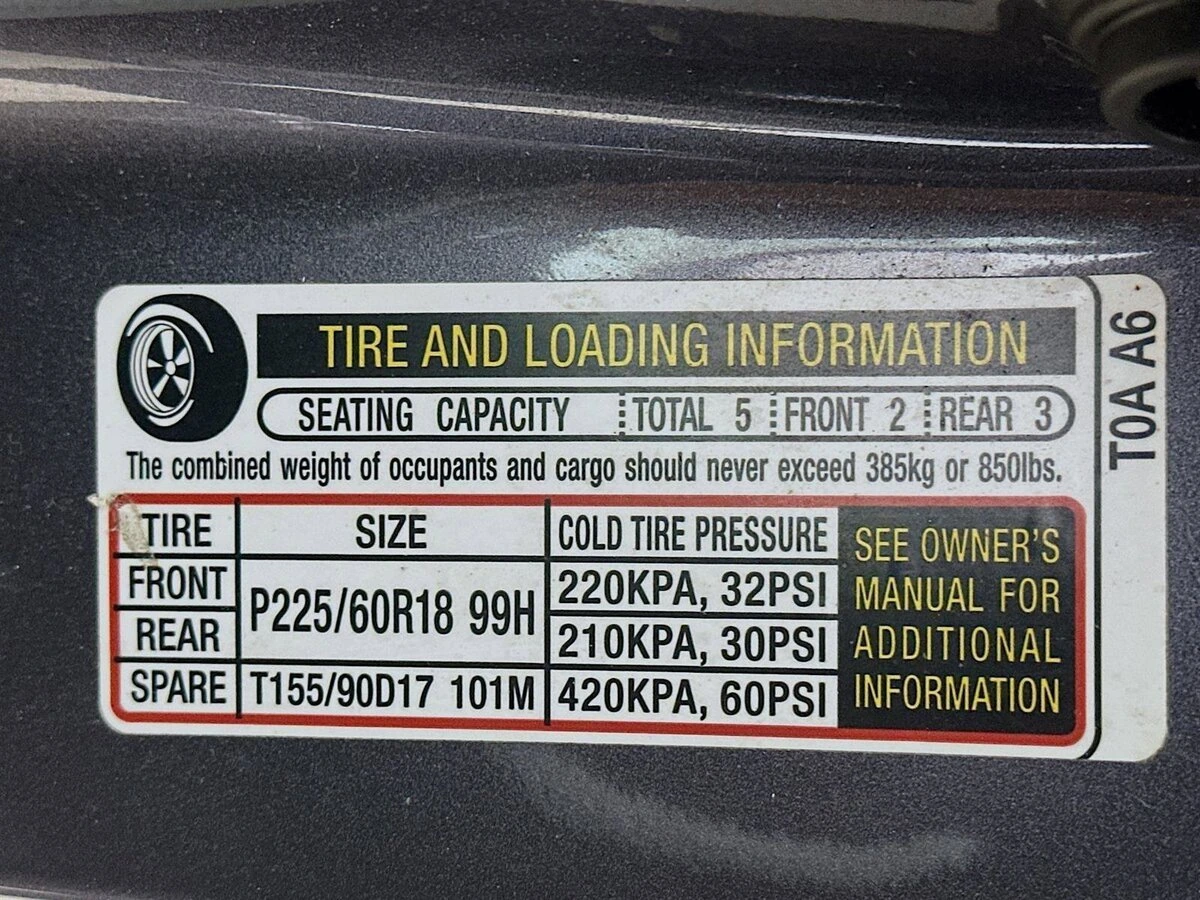 TIRE AND LOADING INFORMATION
SEATING CAPACITY TOTAL 5 FRONT 2 REAR 3
The combined weight of occupants and cargo should never exceed 385kg or 850lbs.
TIRE SIZE COLD TIRE PRESSURE
FRONT P225/60R18 99H 220KPA, 32PSI
REAR 210KPA, 30PSI
SPARE T155/90D17 101M 420KPA, 60PSI
SEE OWNER'S
MANUAL FOR
ADDITIONAL
INFORMATION
T0A A6